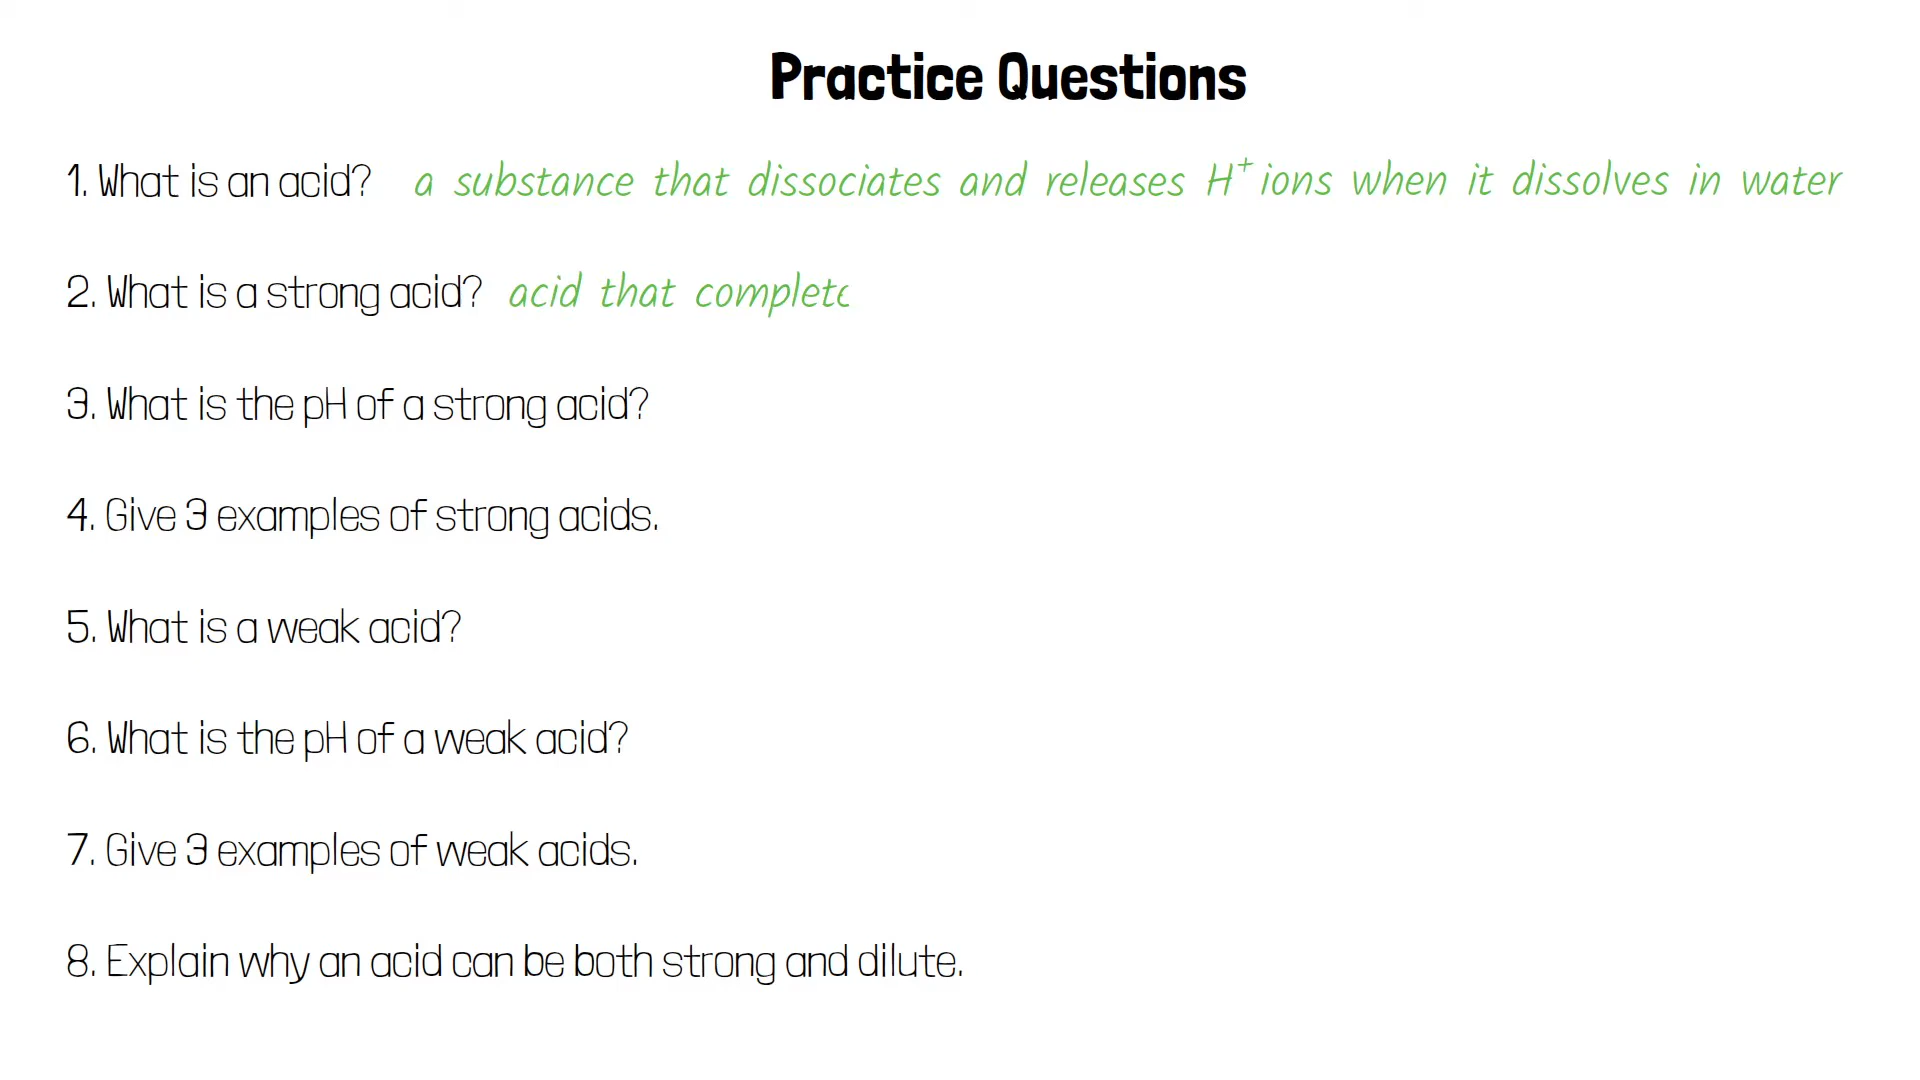 Practice Questions
1. What is an acid? a substance that dissociates and releases H⁺ ions when it dissolves in water
2. What is a strong acid? acid that complete
3. What is the pH of a strong acid?
4. Give 3 examples of strong acids.
5. What is a weak acid?
6. What is the pH of a weak acid?
7. Give 3 examples of weak acids.
8. Explain why an acid can be both strong and dilute.